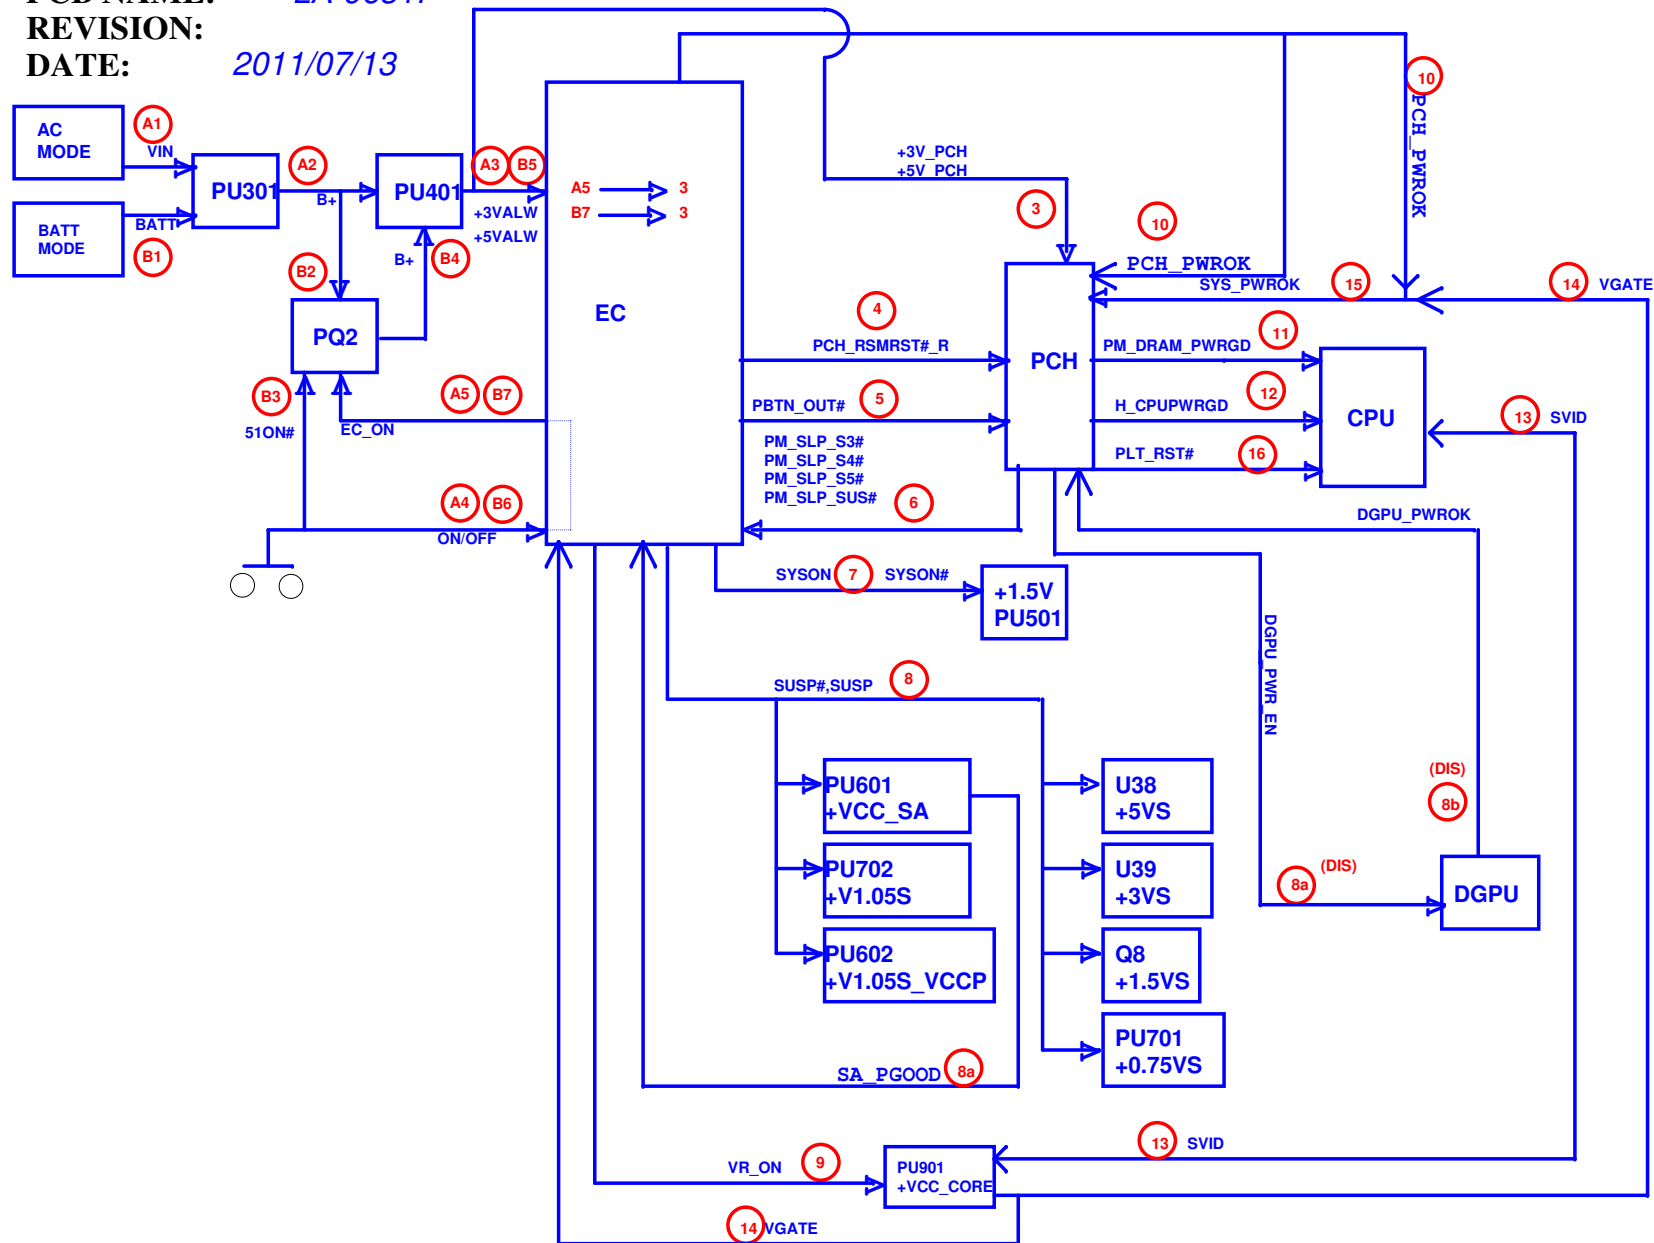 REVISION:
DATE: 2011/07/13
10
PCH_PWROK
AC
MODE
A1
VIN
PU301
A2
B+
PU401
A3
B5
+3VALW
+5VALW
A5 3
B7 3
+3V_PCH
+5V_PCH
3
10
PCH_PWROK
SYS_PWROK
15
14
VGATE
BATT
MODE
BATT
B1
B2
B+
B4
PQ2
EC
4
PCH_RSMRST#_R
PCH
11
PM_DRAM_PWRGD
CPU
B3
51ON#
A5
B7
EC_ON
PBTN_OUT#
5
H_CPUPWRGD
12
13
SVID
PM_SLP_S3#
PM_SLP_S4#
PM_SLP_S5#
PM_SLP_SUS#
6
PLT_RST#
16
A4
B6
ON/OFF
DGPU_PWROK
SYSON
7
SYSON#
+1.5V
PU501
DGPU_PWR_EN
SUSP#,SUSP
8
PU601
+VCC_SA
U38
+5VS
(DIS)
8b
PU702
+V1.05S
U39
+3VS
(DIS)
8a
DGPU
PU602
+V1.05S_VCCP
Q8
+1.5VS
PU701
+0.75VS
SA_PGOOD
8a
13
SVID
VR_ON
9
PU901
+VCC_CORE
14
VGATE